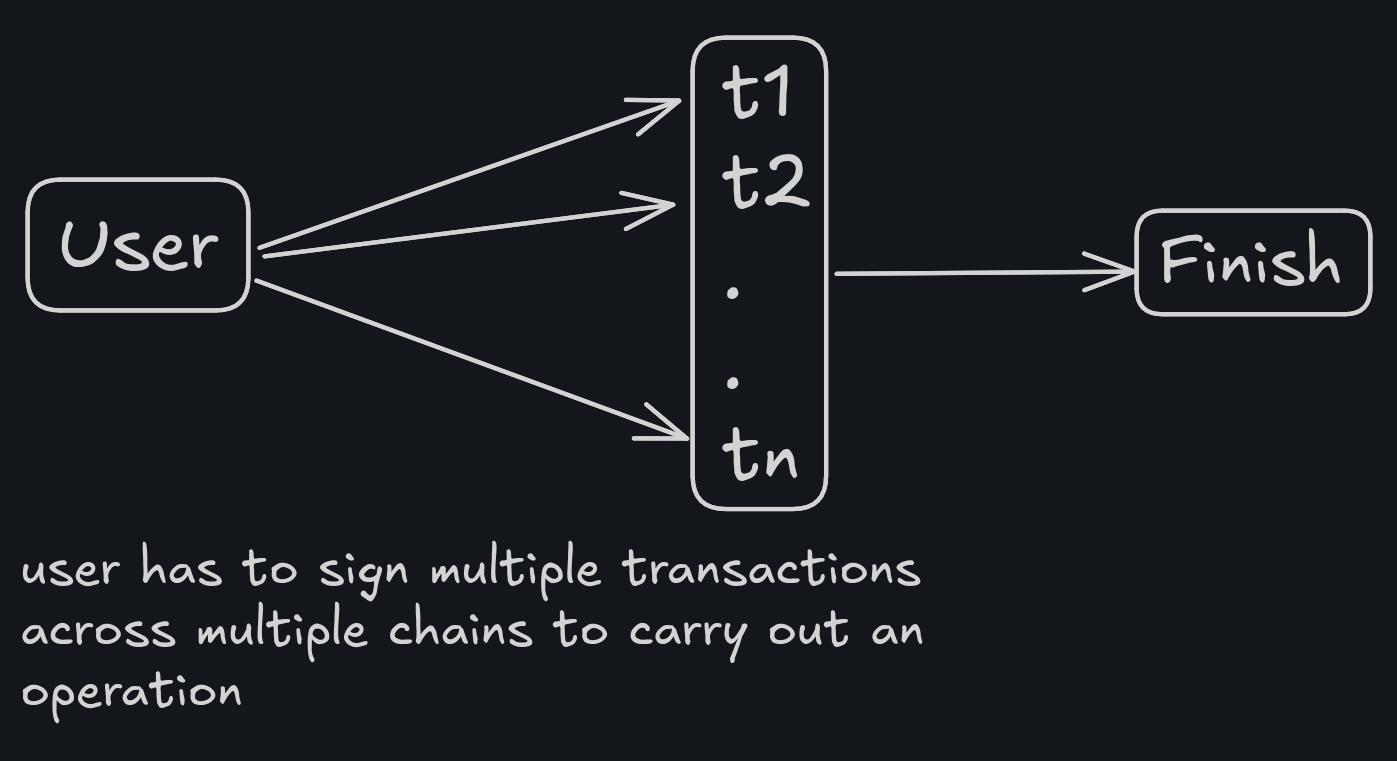 t1
t2
User
.
Finish
.
tn
user has to sign multiple transactions
across multiple chains to carry out an
operation